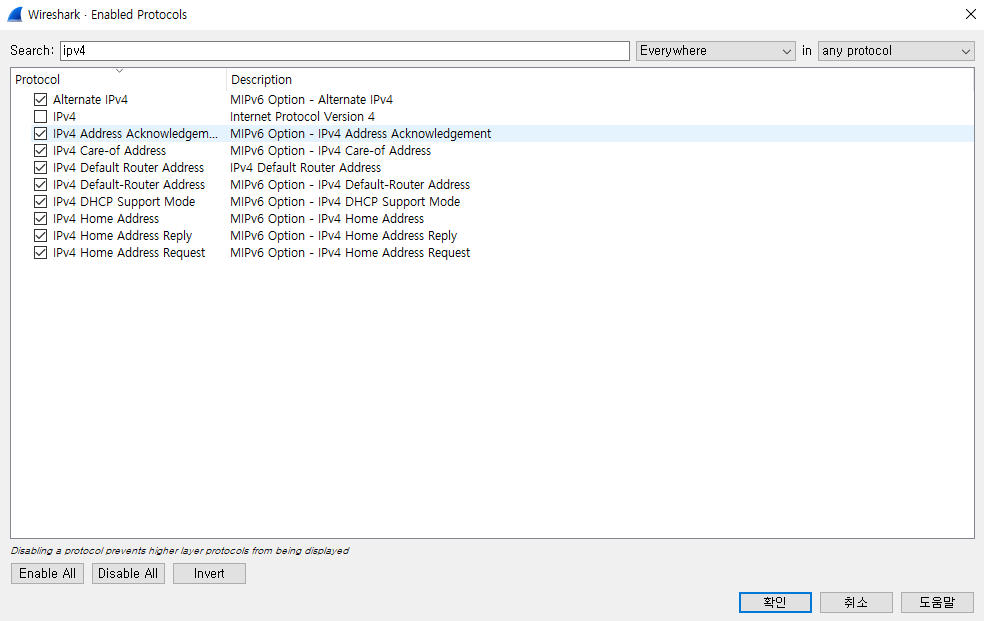 Wireshark · Enabled Protocols
Search: ipv4 Everywhere in any protocol
Protocol Description
Alternate IPv4 MIPv6 Option - Alternate IPv4
IPv4 Internet Protocol Version 4
IPv4 Address Acknowledgem... MIPv6 Option - IPv4 Address Acknowledgement
IPv4 Care-of Address MIPv6 Option - IPv4 Care-of Address
IPv4 Default Router Address IPv4 Default Router Address
IPv4 Default-Router Address MIPv6 Option - IPv4 Default-Router Address
IPv4 DHCP Support Mode MIPv6 Option - IPv4 DHCP Support Mode
IPv4 Home Address MIPv6 Option - IPv4 Home Address
IPv4 Home Address Reply MIPv6 Option - IPv4 Home Address Reply
IPv4 Home Address Request MIPv6 Option - IPv4 Home Address Request
Disabling a protocol prevents higher layer protocols from being displayed
Enable All Disable All Invert
확인 취소 도움말